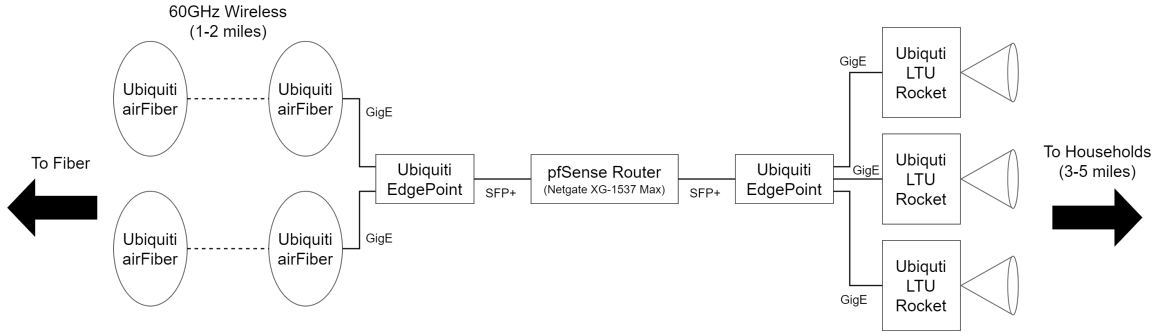 60GHz Wireless
(1-2 miles)
Ubiquiti
airFiber
Ubiquiti
airFiber
GigE
To Fiber
Ubiquiti
airFiber
Ubiquiti
airFiber
GigE
Ubiquiti
EdgePoint
SFP+
pfSense Router
(Netgate XG-1537 Max)
SFP+
Ubiquiti
EdgePoint
GigE
Ubiquti
LTU
Rocket
GigE
Ubiquti
LTU
Rocket
GigE
Ubiquti
LTU
Rocket
To Households
(3-5 miles)